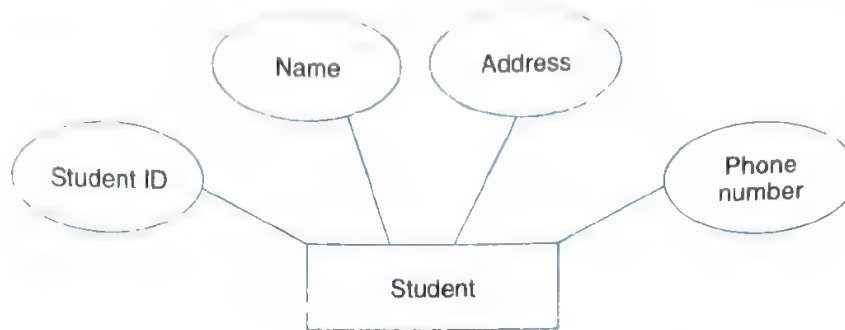 Name
Address
Student ID
Phone
number
Student